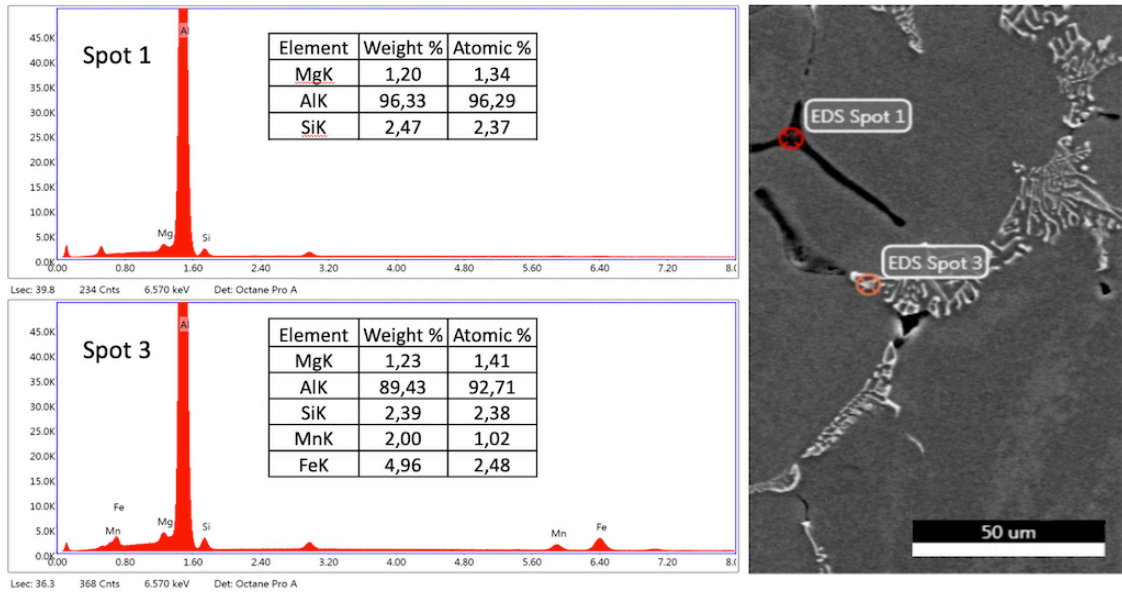 45.0K
40.0K
35.0K
30.0K
25.0K
20.0K
15.0K
10.0K
5.0K
0.0K
Spot 1
Al
Mg
Si
Element Weight % Atomic %
MgK 1,20 1,34
AlK 96,33 96,29
SiK 2,47 2,37
0.00 0.80 1.60 2.40 3.20 4.00 4.80 5.60 6.40 7.20 8.0
Lsec: 39.8 234 Cnts 6.570 keV Det: Octane Pro A
45.0K
40.0K
35.0K
30.0K
25.0K
20.0K
15.0K
10.0K
5.0K
0.0K
Spot 3
Al
Fe
Mn
Mg
Si
Mn
Fe
Element Weight % Atomic %
MgK 1,23 1,41
AlK 89,43 92,71
SiK 2,39 2,38
MnK 2,00 1,02
FeK 4,96 2,48
0.00 0.80 1.60 2.40 3.20 4.00 4.80 5.60 6.40 7.20 8.0
Lsec: 36.3 368 Cnts 6.570 keV Det: Octane Pro A
EDS Spot 1
EDS Spot 3
50 um